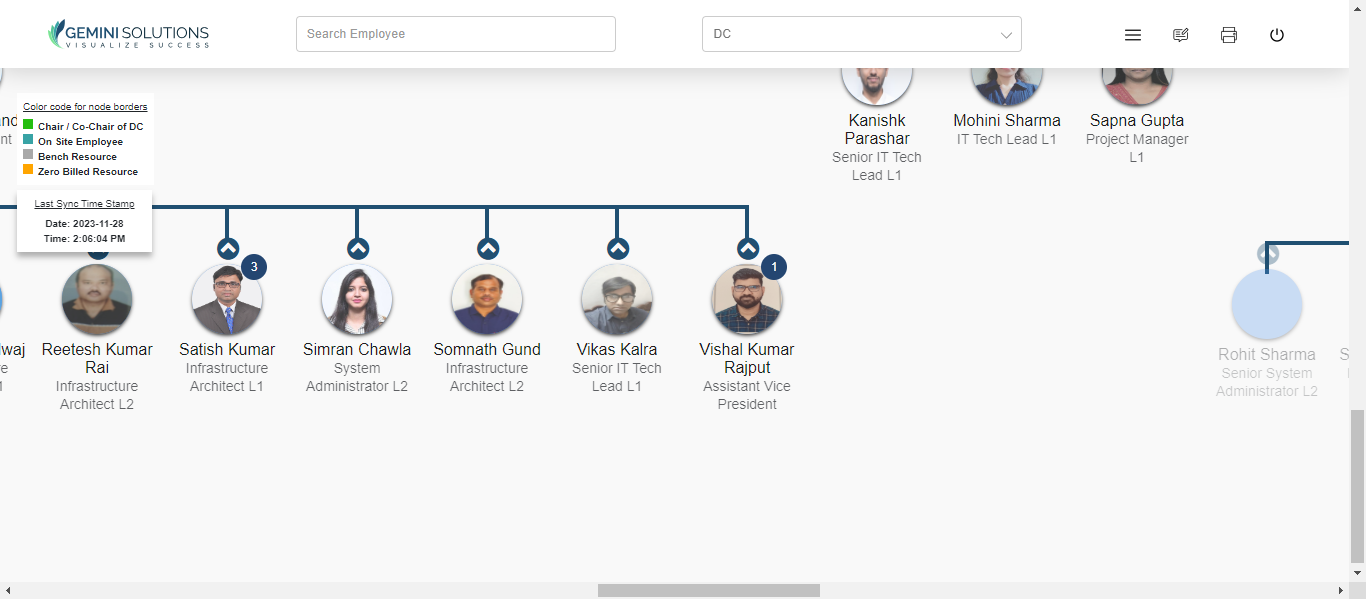 GEMINI SOLUTIONS
VISUALIZE SUCCESS
Search Employee
DC
Color code for node borders
Chair / Co-Chair of DC
On Site Employee
Bench Resource
Zero Billed Resource
Last Sync Time Stamp
Date: 2023-11-28
Time: 2:06:04 PM
Kanishk
Parashar
Senior IT Tech
Lead L1
Mohini Sharma
IT Tech Lead L1
Sapna Gupta
Project Manager
L1
Reetesh Kumar
Rai
Infrastructure
Architect L2
3
Satish Kumar
Infrastructure
Architect L1
Simran Chawla
System
Administrator L2
Somnath Gund
Infrastructure
Architect L2
Vikas Kalra
Senior IT Tech
Lead L1
1
Vishal Kumar
Rajput
Assistant Vice
President
Rohit Sharma
Senior System
Administrator L2